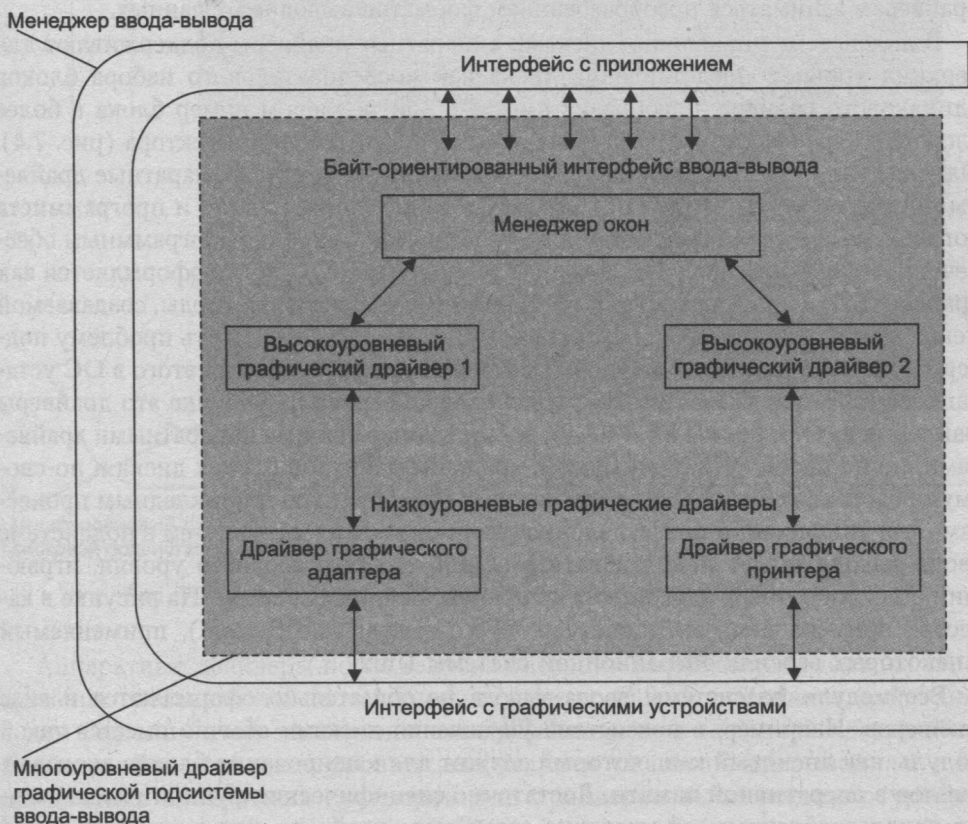 Менеджер ввода-вывода
Интерфейс с приложением
Байт-ориентированный интерфейс ввода-вывода
Менеджер окон
Высокоуровневый
графический драйвер 1
Высокоуровневый
графический драйвер 2
Низкоуровневые графические драйверы
Драйвер графического
адаптера
Драйвер графического
принтера
Интерфейс с графическими устройствами
Многоуровневый драйвер
графической подсистемы
ввода-вывода